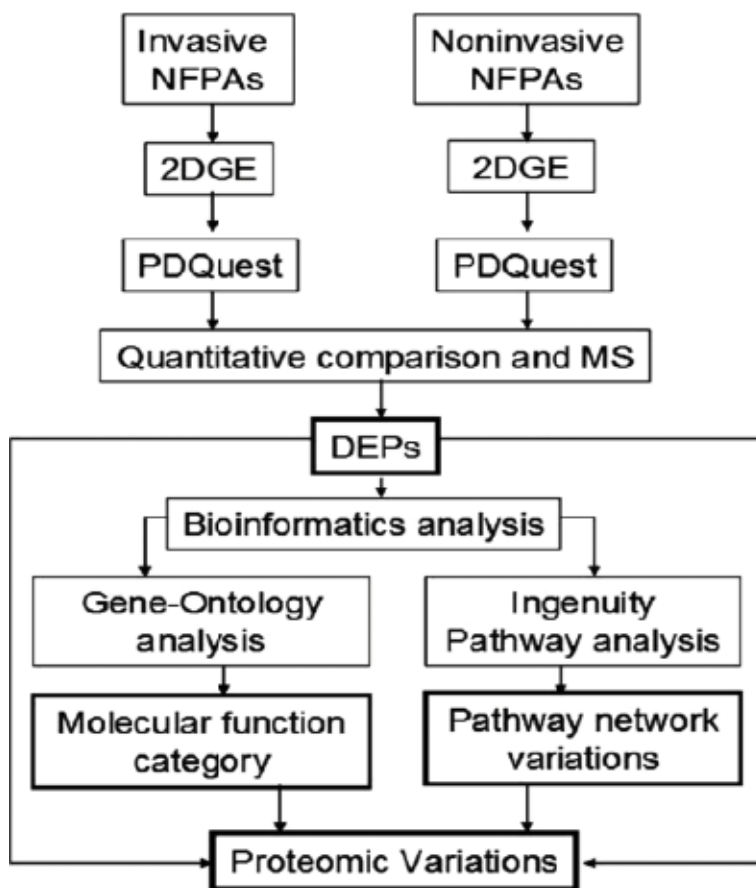 Invasive
NFPAs
Noninvasive
NFPAs
2DGE
2DGE
PDQuest
PDQuest
Quantitative comparison and MS
DEPs
Bioinformatics analysis
Gene-Ontology
analysis
Ingenuity
Pathway analysis
Molecular function
category
Pathway network
variations
Proteomic Variations